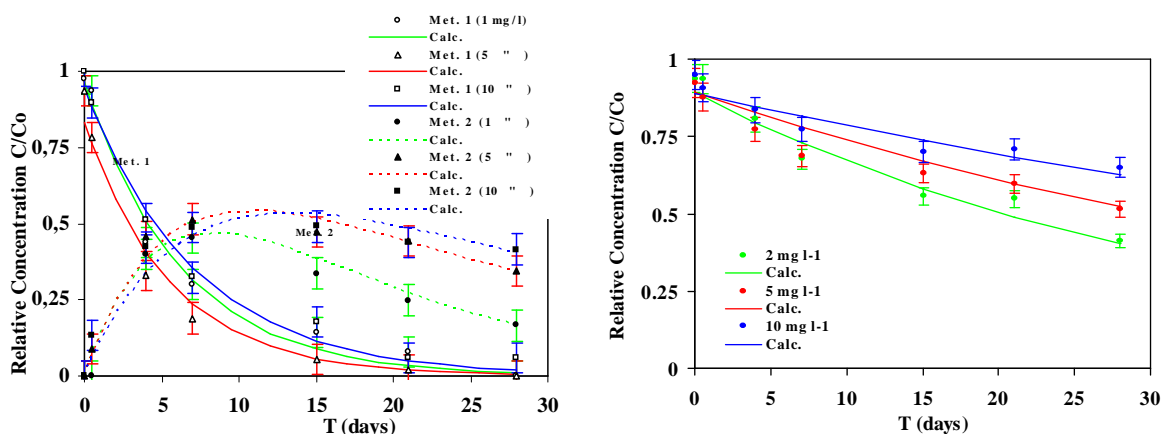 Met. 1 (1 mg/l)
Calc.
Met. 1 (5 " )
Calc.
Met. 1 (10 " )
Calc.
Met. 2 (1 " )
Calc.
Met. 2 (5 " )
Calc.
Met. 2 (10 " )
Calc.
Relative Concentration C/Co
1
0,75
0,5
0,25
0
Met. 1
Met. 2
0 5 10 15 20 25 30
T (days)
Relative Concentration C/Co
1
0.75
0.5
0.25
0
2 mg l-1
Calc.
5 mg l-1
Calc.
10 mg l-1
Calc.
0 5 10 15 20 25 30
T (days)